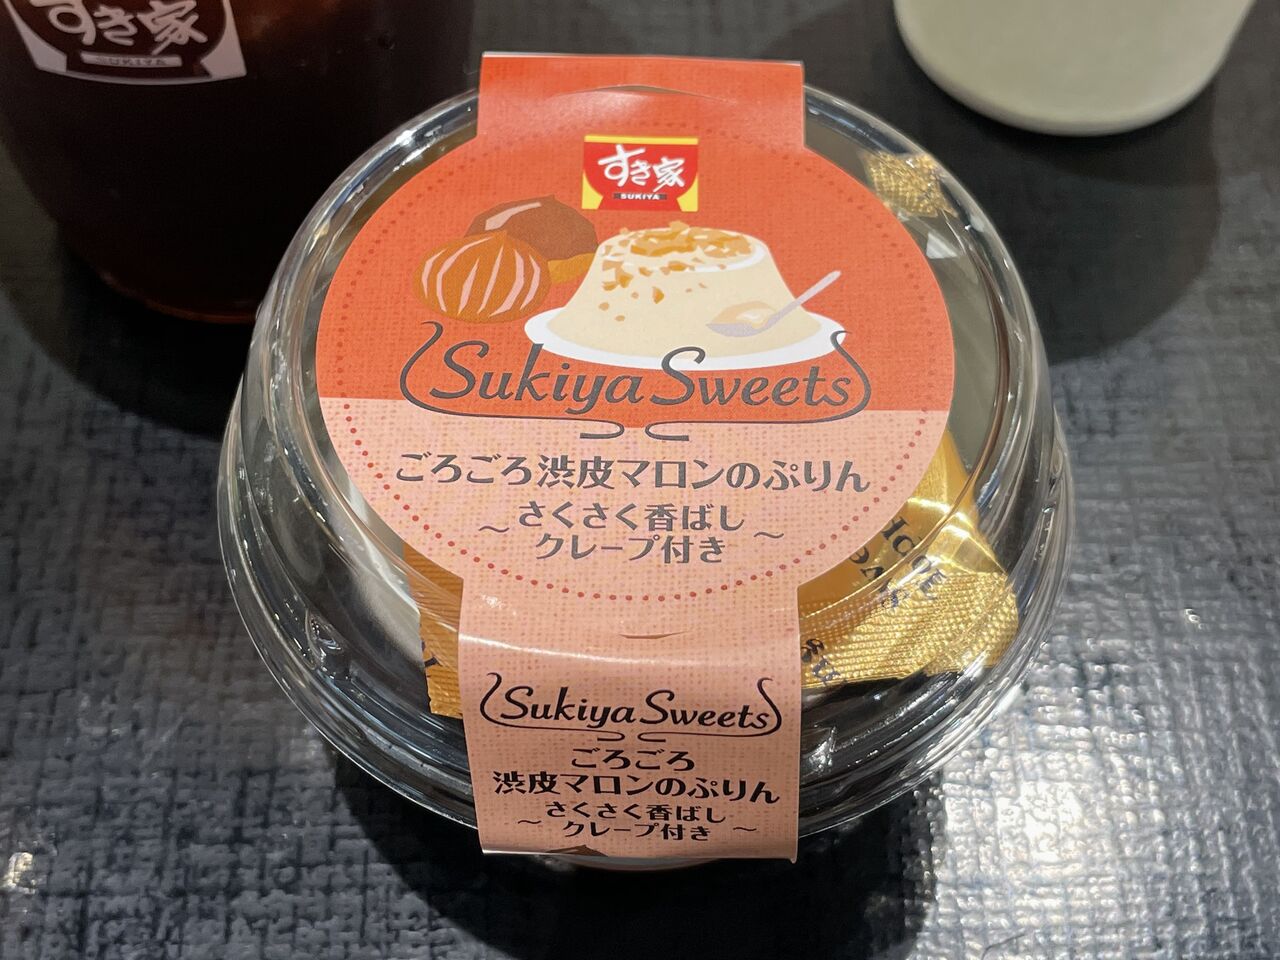 すき家
SUKIYA
すき家
SUKIYA
Sukiya Sweets
ごろごろ渋皮マロンのぷりん
～さくさく香ばし
クレープ付き～
Sukiya Sweets
ごろごろ
渋皮マロンのぷりん
～さくさく香ばし
クレープ付き～